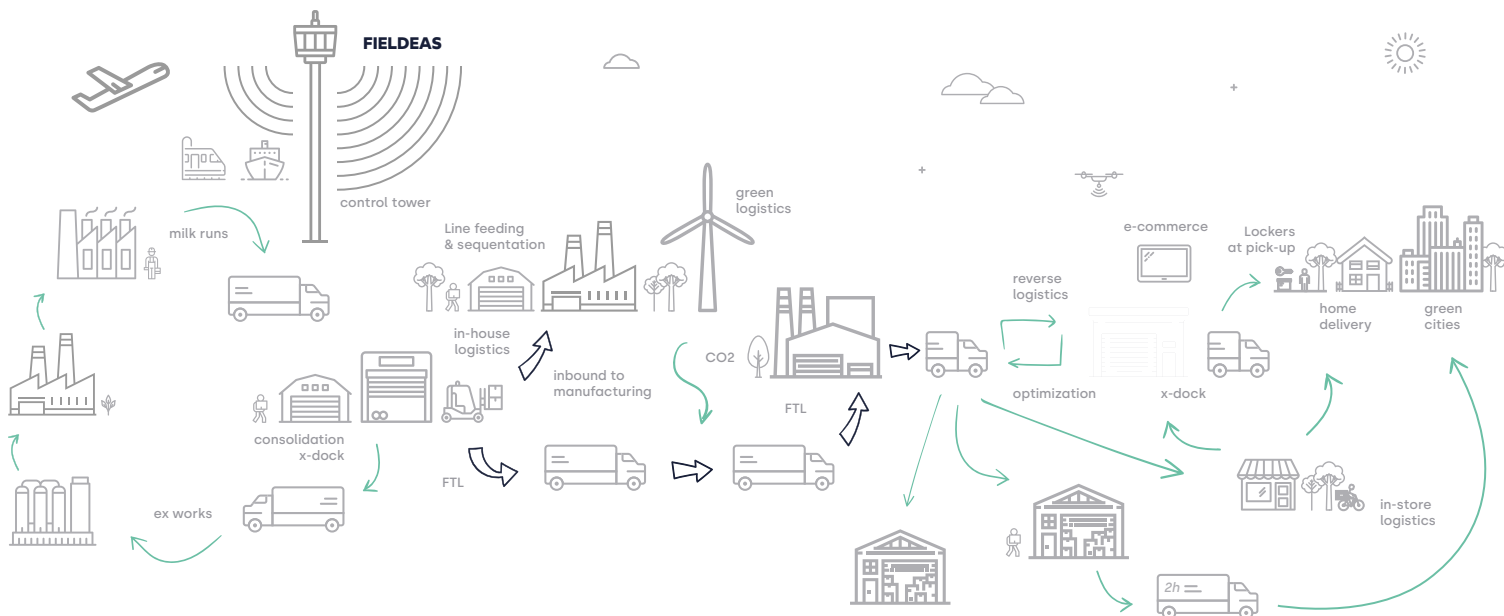 FIELDEAS
control tower
milk runs
Line feeding
& sequentation
green
logistics
e-commerce
Lockers
at pick-up
reverse
logistics
home
delivery
green
cities
in-house
logistics
CO2
inbound to
manufacturing
optimization
x-dock
FTL
consolidation
x-dock
FTL
ex works
in-store
logistics
2h